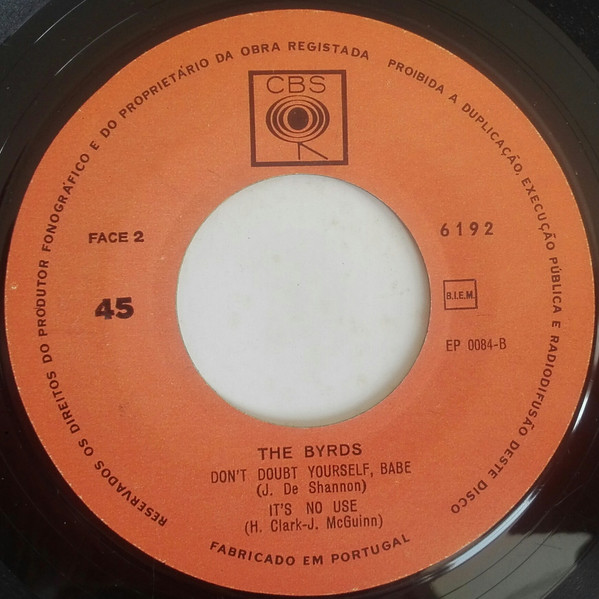 RESERVADOS OS DIREITOS DO PRODUTOR FONOGRÁFICO E DO PROPRIETÁRIO DA OBRA REGISTADA PROIBIDA A DUPLICAÇÃO, EXECUÇÃO PÚBLICA E RADIODIFUSÃO DESTE DISCO
CBS
FACE 2
6192
45
B.I.E.M.
EP 0084-B
THE BYRDS
DON'T DOUBT YOURSELF, BABE
(J. De Shannon)
IT'S NO USE
(H. Clark-J. McGuinn)
FABRICADO EM PORTUGAL